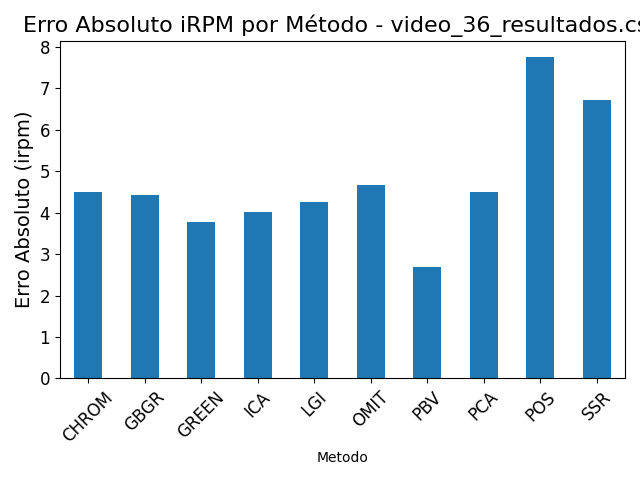 Erro Absoluto iRPM por Método - video_36_resultados.cs
Erro Absoluto (irpm)
8
7
6
5
4
3
2
1
0
CHROM GBGR GREEN ICA LGI OMIT PBV PCA POS SSR
Metodo